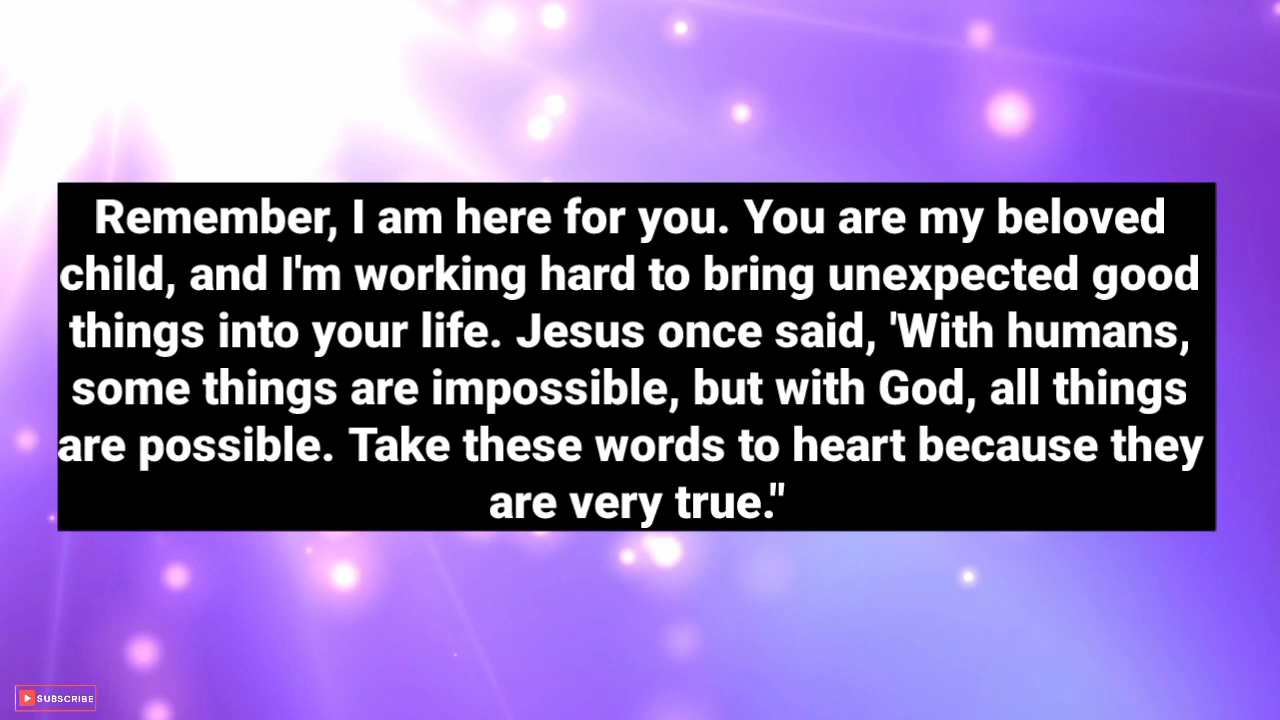 Remember, I am here for you. You are my beloved
child, and I'm working hard to bring unexpected good
things into your life. Jesus once said, 'With humans,
some things are impossible, but with God, all things
are possible. Take these words to heart because they
are very true."
SUBSCRIBE